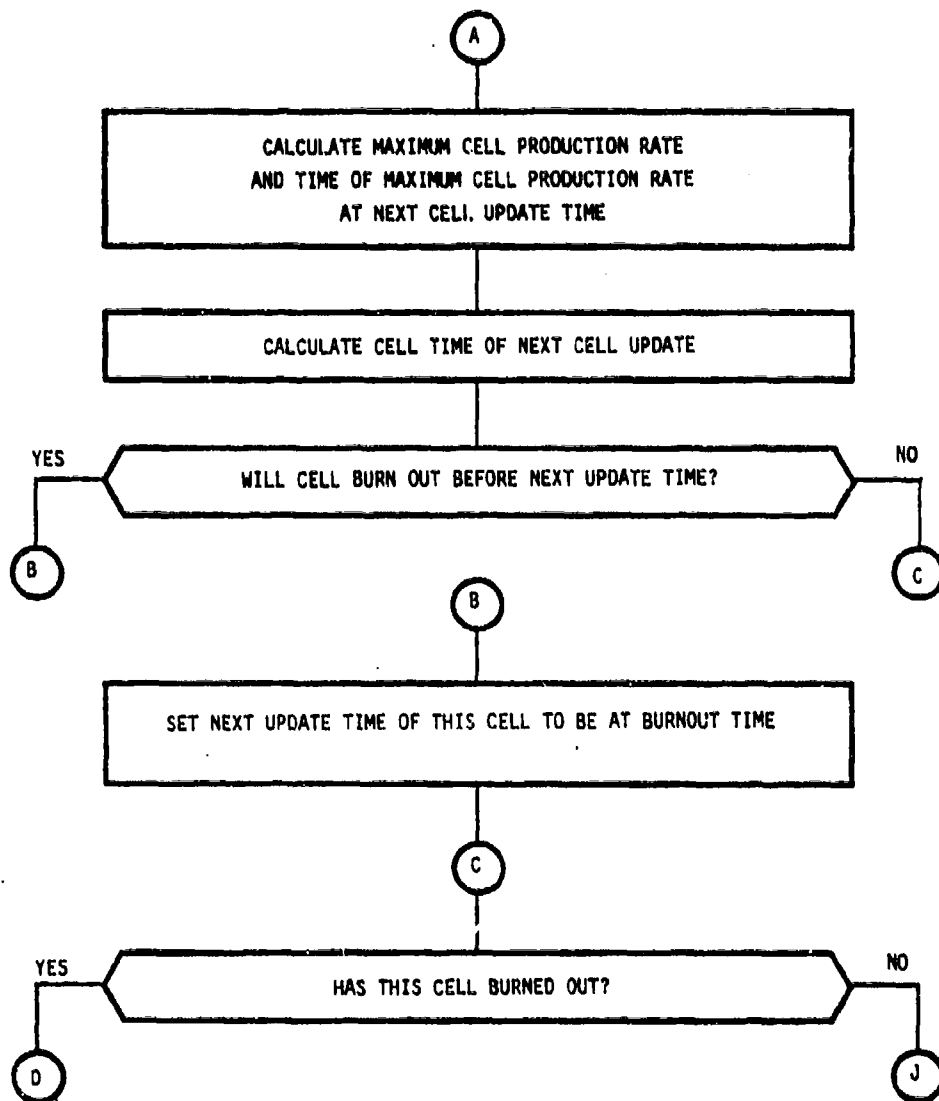 A
CALCULATE MAXIMUM CELL PRODUCTION RATE
AND TIME OF MAXIMUM CELL PRODUCTION RATE
AT NEXT CELL UPDATE TIME
CALCULATE CELL TIME OF NEXT CELL UPDATE
YES
NO
WILL CELL BURN OUT BEFORE NEXT UPDATE TIME?
B
C
B
SET NEXT UPDATE TIME OF THIS CELL TO BE AT BURNOUT TIME
C
YES
NO
HAS THIS CELL BURNED OUT?
D
J